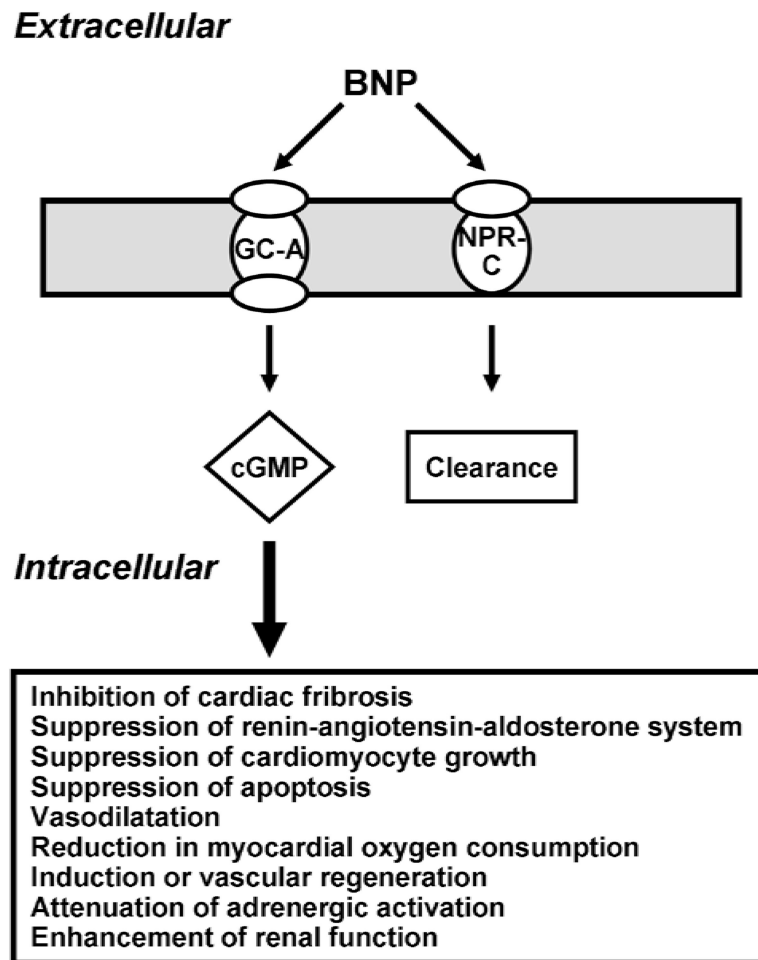 Extracellular
BNP
GC-A
NPR-
C
cGMP
Clearance
Intracellular
Inhibition of cardiac fribrosis
Suppression of renin-angiotensin-aldosterone system
Suppression of cardiomyocyte growth
Suppression of apoptosis
Vasodilatation
Reduction in myocardial oxygen consumption
Induction or vascular regeneration
Attenuation of adrenergic activation
Enhancement of renal function